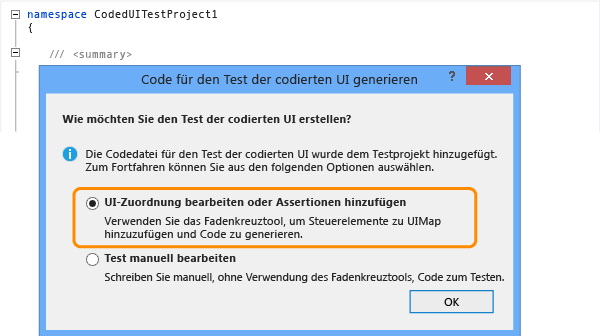 namespace CodedUITestProject1
{
/// <summary>
Code für den Test der codierten UI generieren
? ×
Wie möchten Sie den Test der codierten UI erstellen?
Die Codedatei für den Test der codierten UI wurde dem Testprojekt hinzugefügt.
Zum Fortfahren können Sie aus den folgenden Optionen auswählen.
UI-Zuordnung bearbeiten oder Assertionen hinzufügen
Verwenden Sie das Fadenkreuztool, um Steuerelemente zu UIMap
hinzuzufügen und Code zu generieren.
Test manuell bearbeiten
Schreiben Sie manuell, ohne Verwendung des Fadenkreuztools, Code zum Testen.
OK